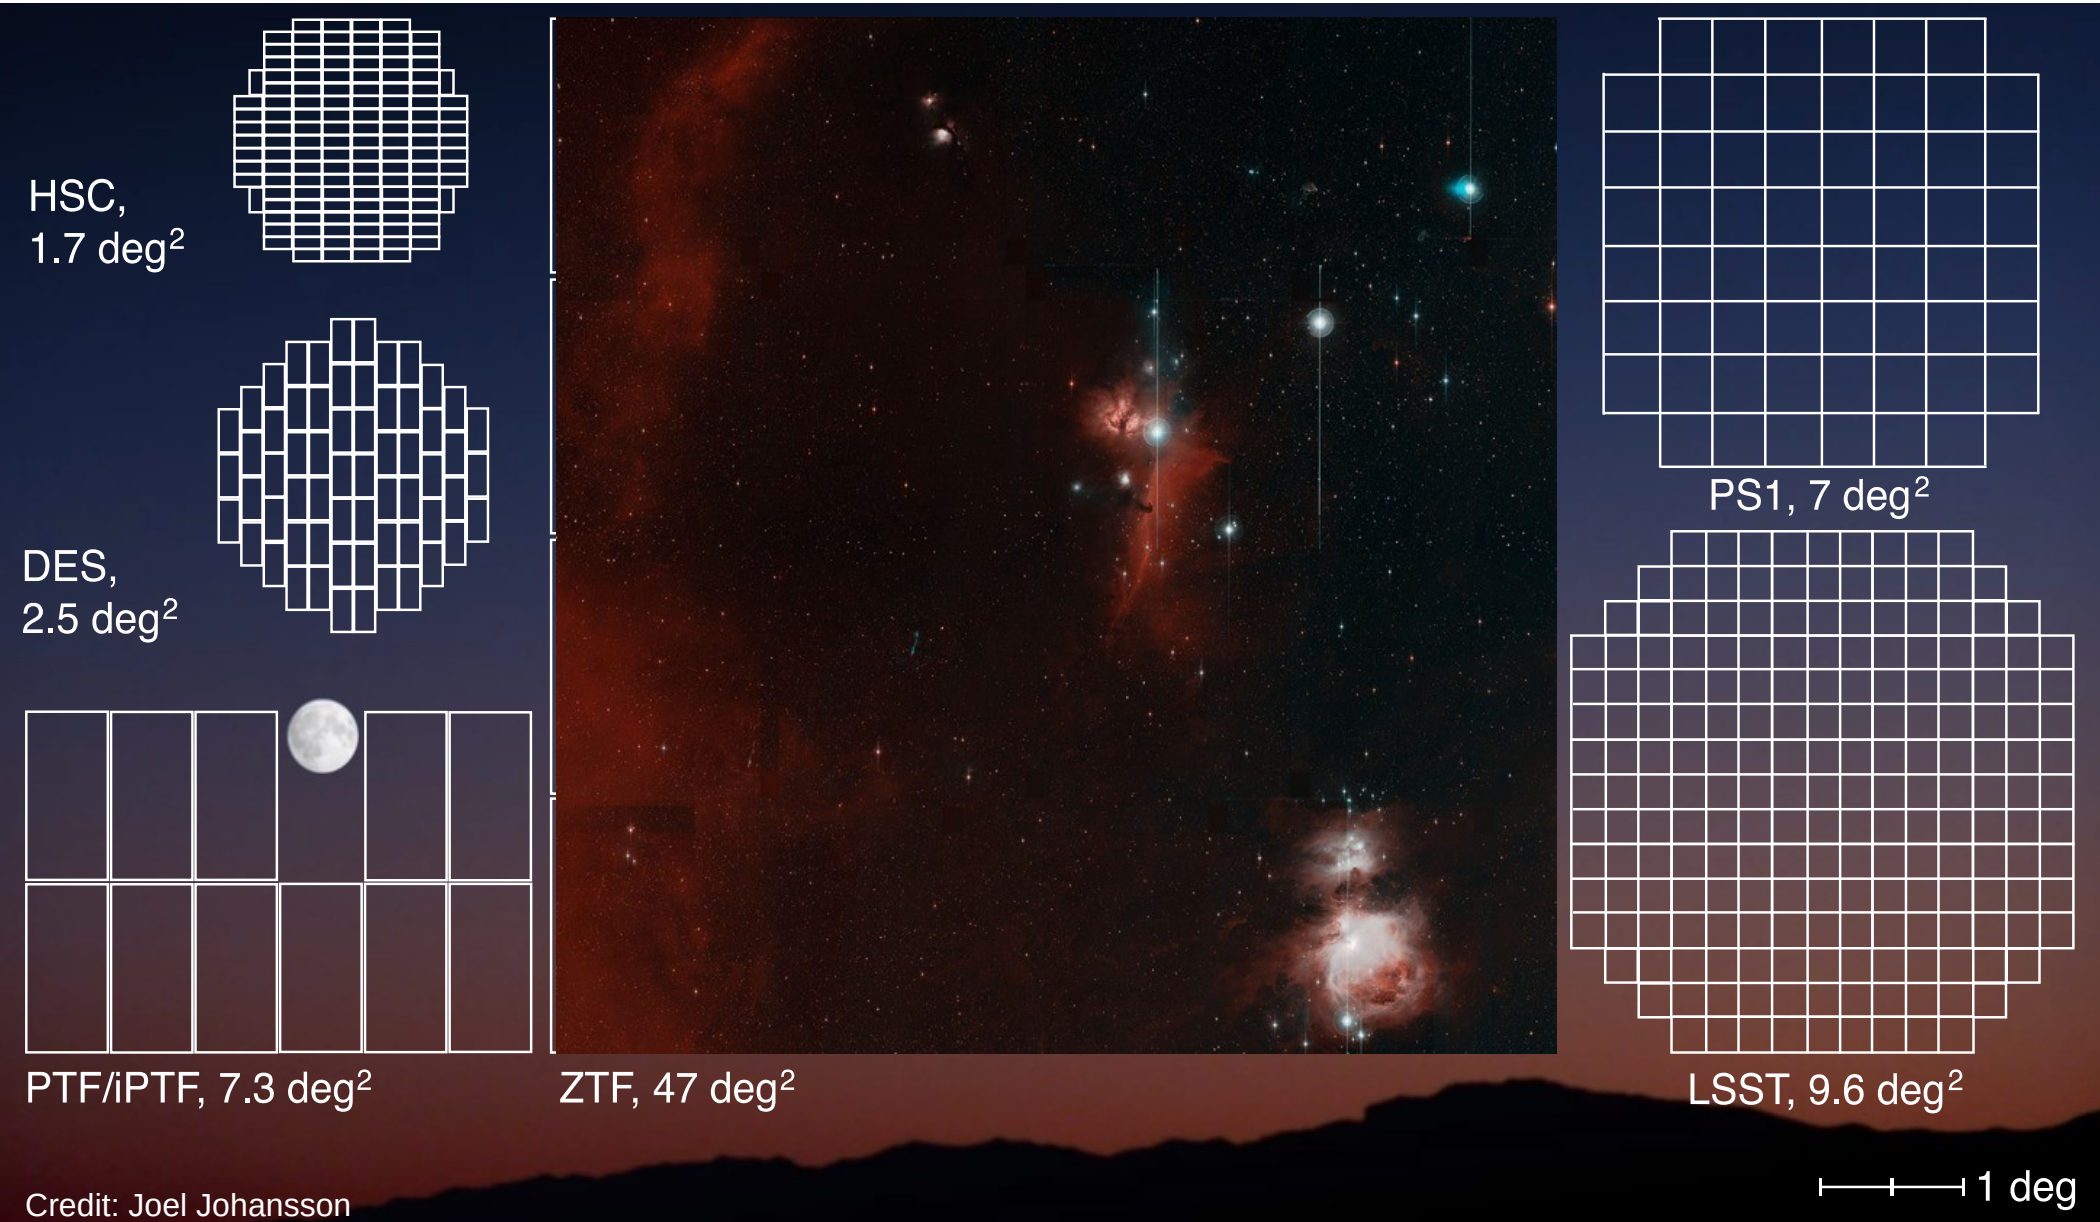 HSC,
1.7 deg²
DES,
2.5 deg²
PTF/iPTF, 7.3 deg²
ZTF, 47 deg²
PS1, 7 deg²
LSST, 9.6 deg²
1 deg
Credit: Joel Johansson